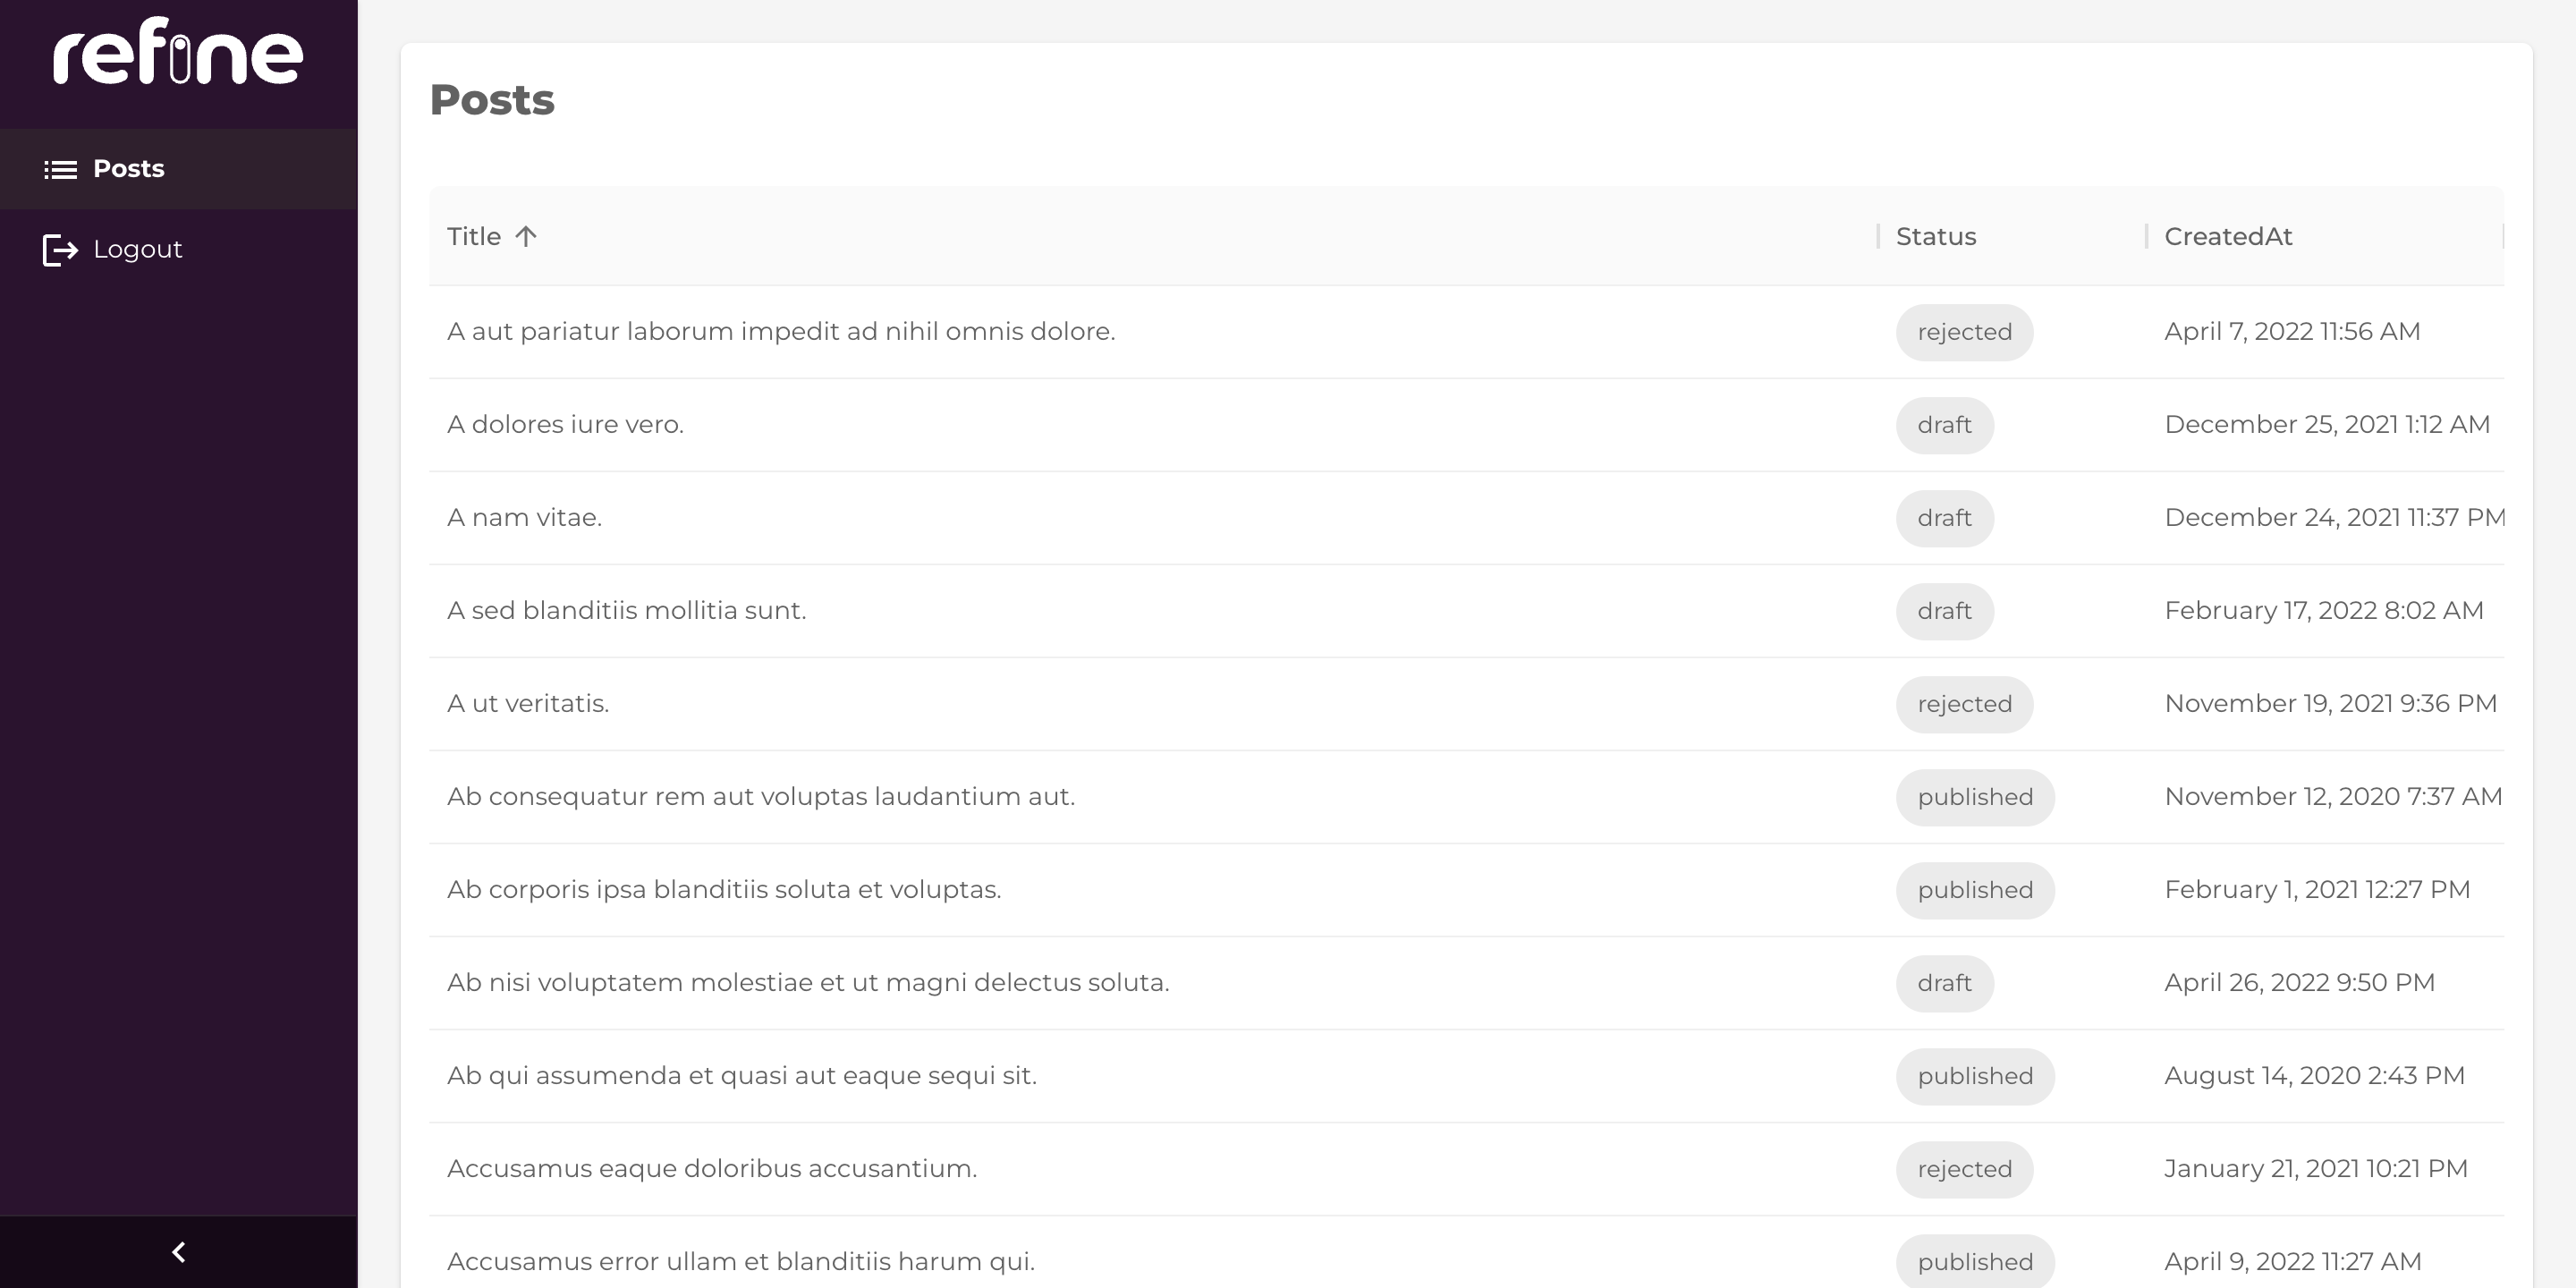 refine
Posts
Logout
Posts
Title Status CreatedAt
A aut pariatur laborum impedit ad nihil omnis dolore. rejected April 7, 2022 11:56 AM
A dolores iure vero. draft December 25, 2021 1:12 AM
A nam vitae. draft December 24, 2021 11:37 PM
A sed blanditiis mollitia sunt. draft February 17, 2022 8:02 AM
A ut veritatis. rejected November 19, 2021 9:36 PM
Ab consequatur rem aut voluptas laudantium aut. published November 12, 2020 7:37 AM
Ab corporis ipsa blanditiis soluta et voluptas. published February 1, 2021 12:27 PM
Ab nisi voluptatem molestiae et ut magni delectus soluta. draft April 26, 2022 9:50 PM
Ab qui assumenda et quasi aut eaque sequi sit. published August 14, 2020 2:43 PM
Accusamus eaque doloribus accusantium. rejected January 21, 2021 10:21 PM
Accusamus error ullam et blanditiis harum qui. published April 9, 2022 11:27 AM